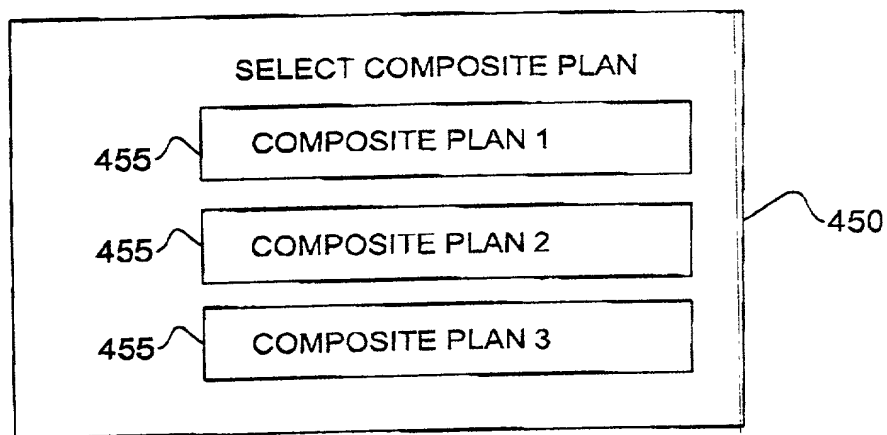 SELECT COMPOSITE PLAN
455 COMPOSITE PLAN 1
455 COMPOSITE PLAN 2
450
455 COMPOSITE PLAN 3